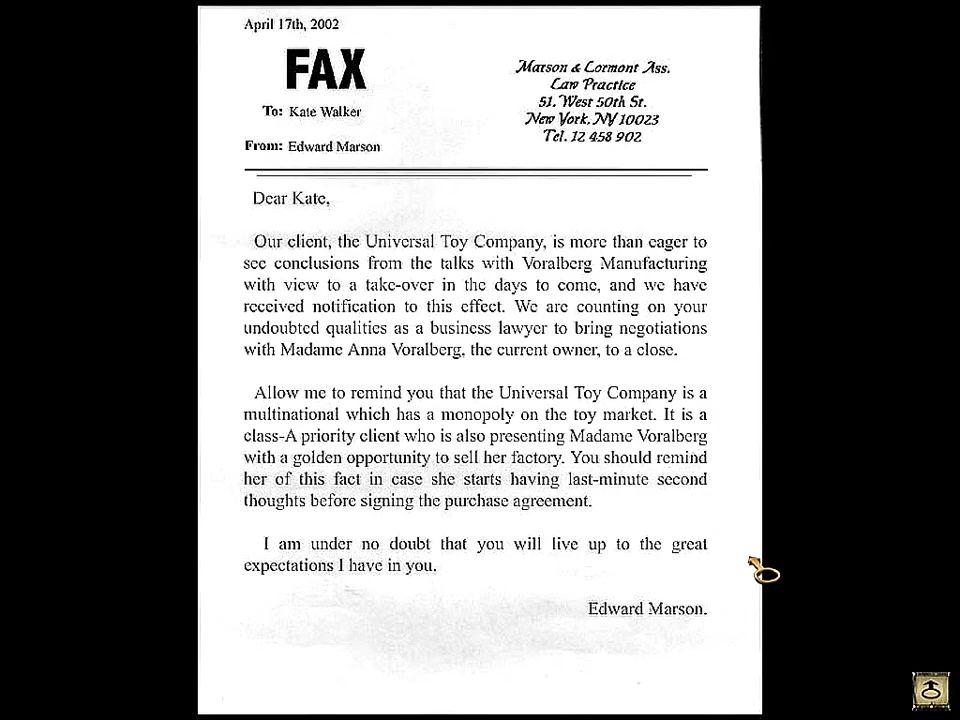 April 17th, 2002
FAX
To: Kate Walker
From: Edward Marson
Marson & Lormont Ass.
Law Practice
51. West 50th St.
New York, NY 10023
Tel. 12 458 902
Dear Kate,
Our client, the Universal Toy Company, is more than eager to
see conclusions from the talks with Voralberg Manufacturing
with view to a take-over in the days to come, and we have
received notification to this effect. We are counting on your
undoubted qualities as a business lawyer to bring negotiations
with Madame Anna Voralberg, the current owner, to a close.
Allow me to remind you that the Universal Toy Company is a
multinational which has a monopoly on the toy market. It is a
class-A priority client who is also presenting Madame Voralberg
with a golden opportunity to sell her factory. You should remind
her of this fact in case she starts having last-minute second
thoughts before signing the purchase agreement.
I am under no doubt that you will live up to the great
expectations I have in you.
Edward Marson.